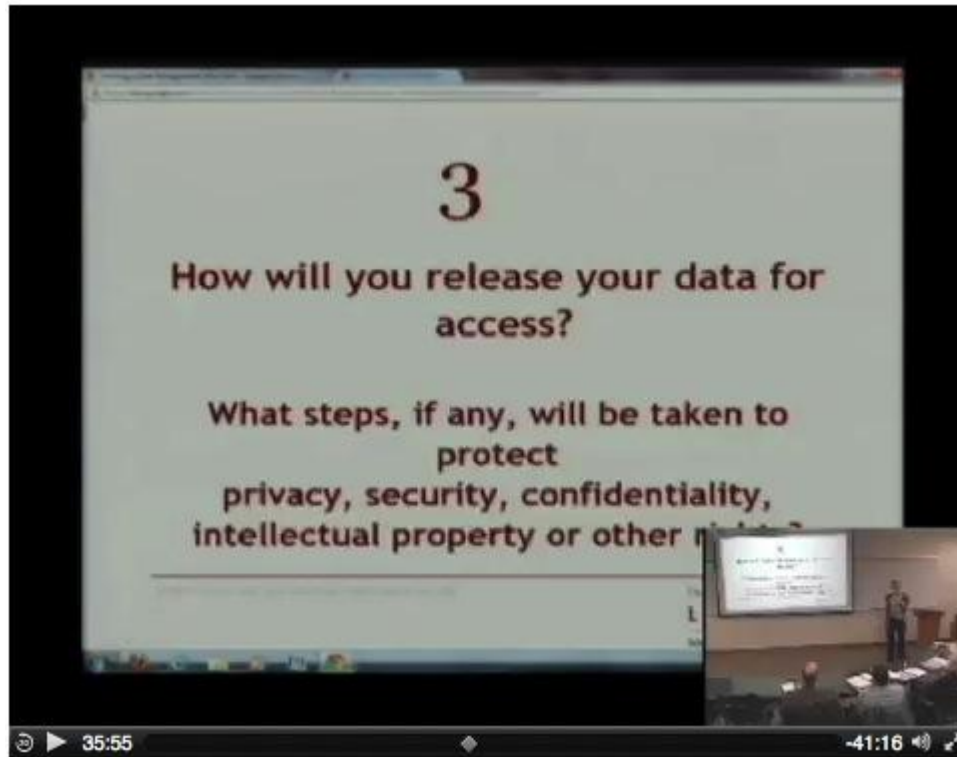 3
How will you release your data for
access?
What steps, if any, will be taken to
protect
privacy, security, confidentiality,
intellectual property or other
35:55
-41:16